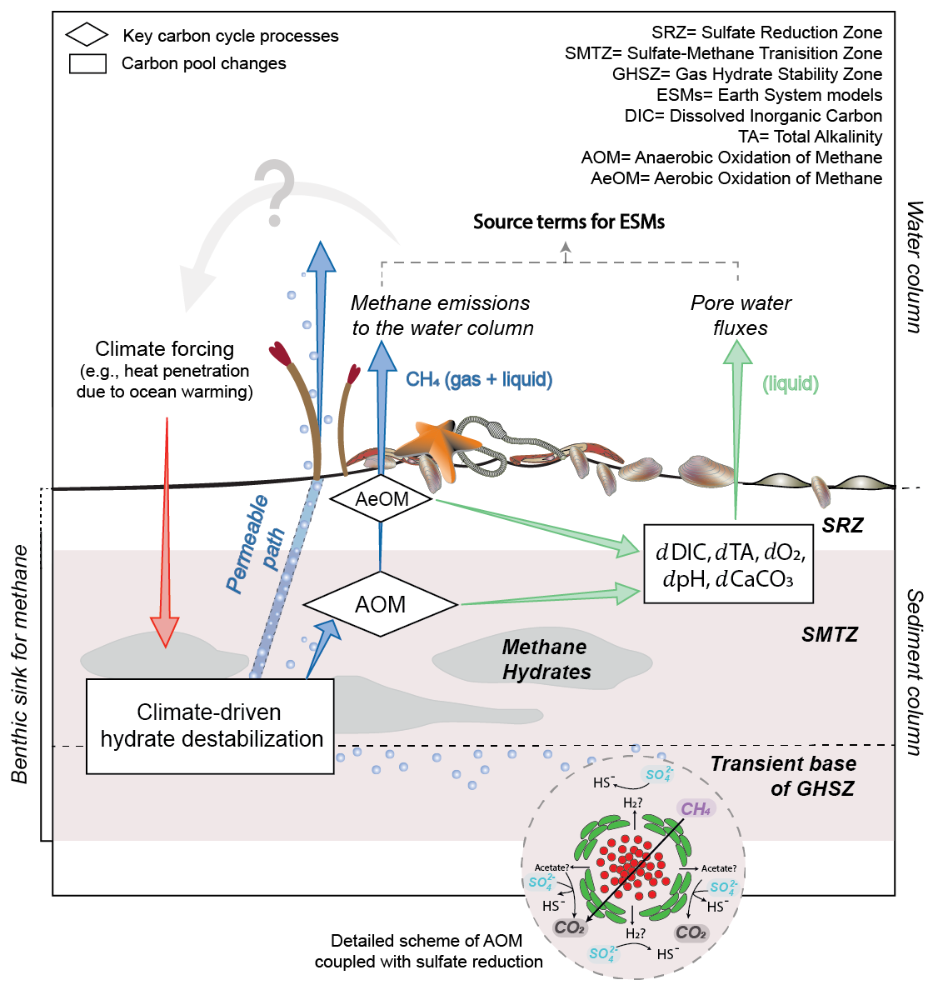 Key carbon cycle processes
Carbon pool changes
SRZ= Sulfate Reduction Zone
SMTZ= Sulfate-Methane Tranisition Zone
GHSZ= Gas Hydrate Stability Zone
ESMs= Earth System models
DIC= Dissolved Inorganic Carbon
TA= Total Alkalinity
AOM= Anaerobic Oxidation of Methane
AeOM= Aerobic Oxidation of Methane
?
Water column
Source terms for ESMs
Methane emissions
to the water column
Pore water
fluxes
Climate forcing
(e.g., heat penetration
due to ocean warming)
CH₄ (gas + liquid)
(liquid)
Permeable
path
AeOM
SRZ
dDIC, dTA, dO₂,
dpH, dCaCO₃
AOM
SMTZ
Methane
Hydrates
Benthic sink for methane
Sediment column
Climate-driven
hydrate destabilization
Transient base
of GHSZ
HS⁻
SO₄²⁻
H₂?
CH₄
Acetate?
Acetate?
SO₄²⁻
SO₄²⁻
HS⁻
HS⁻
CO₂
CO₂
H₂?
SO₄²⁻
HS⁻
Detailed scheme of AOM
coupled with sulfate reduction